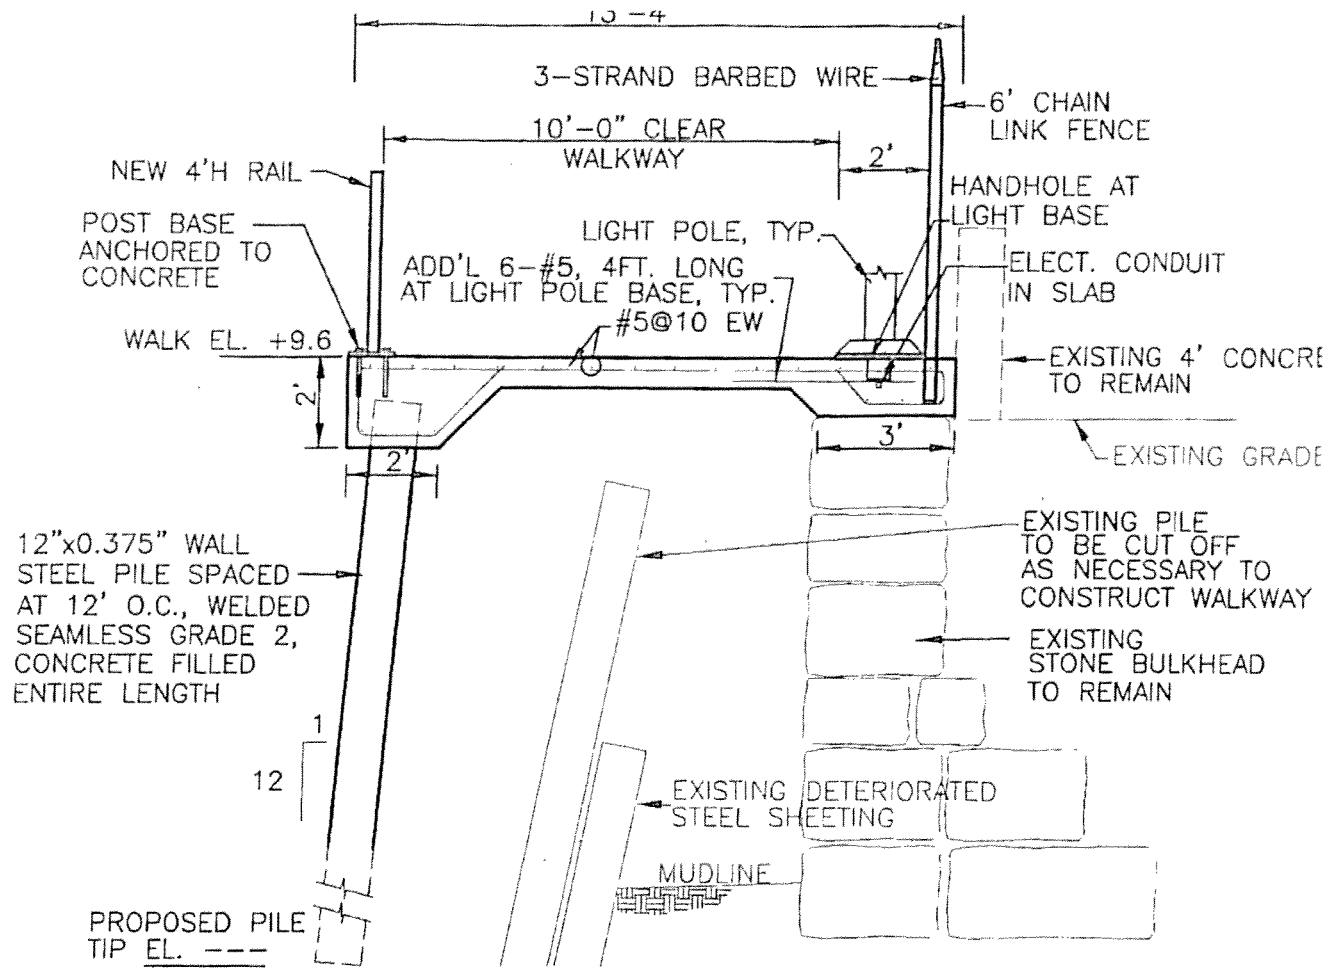 13'-4
3-STRAND BARBED WIRE
6' CHAIN
LINK FENCE
10'-0" CLEAR
WALKWAY
2'
NEW 4'H RAIL
HANDHOLE AT
LIGHT BASE
POST BASE
ANCHORED TO
CONCRETE
LIGHT POLE, TYP.
ADD'L 6-#5, 4FT. LONG
AT LIGHT POLE BASE, TYP.
#5@10 EW
ELECT. CONDUIT
IN SLAB
WALK EL. +9.6
EXISTING 4' CONCRE
TO REMAIN
2'
2'
3'
EXISTING GRADE
12"x0.375" WALL
STEEL PILE SPACED
AT 12' O.C., WELDED
SEAMLESS GRADE 2,
CONCRETE FILLED
ENTIRE LENGTH
EXISTING PILE
TO BE CUT OFF
AS NECESSARY TO
CONSTRUCT WALKWAY
EXISTING
STONE BULKHEAD
TO REMAIN
1
12
EXISTING DETERIORATED
STEEL SHEETING
MUDLINE
PROPOSED PILE
TIP EL. ---